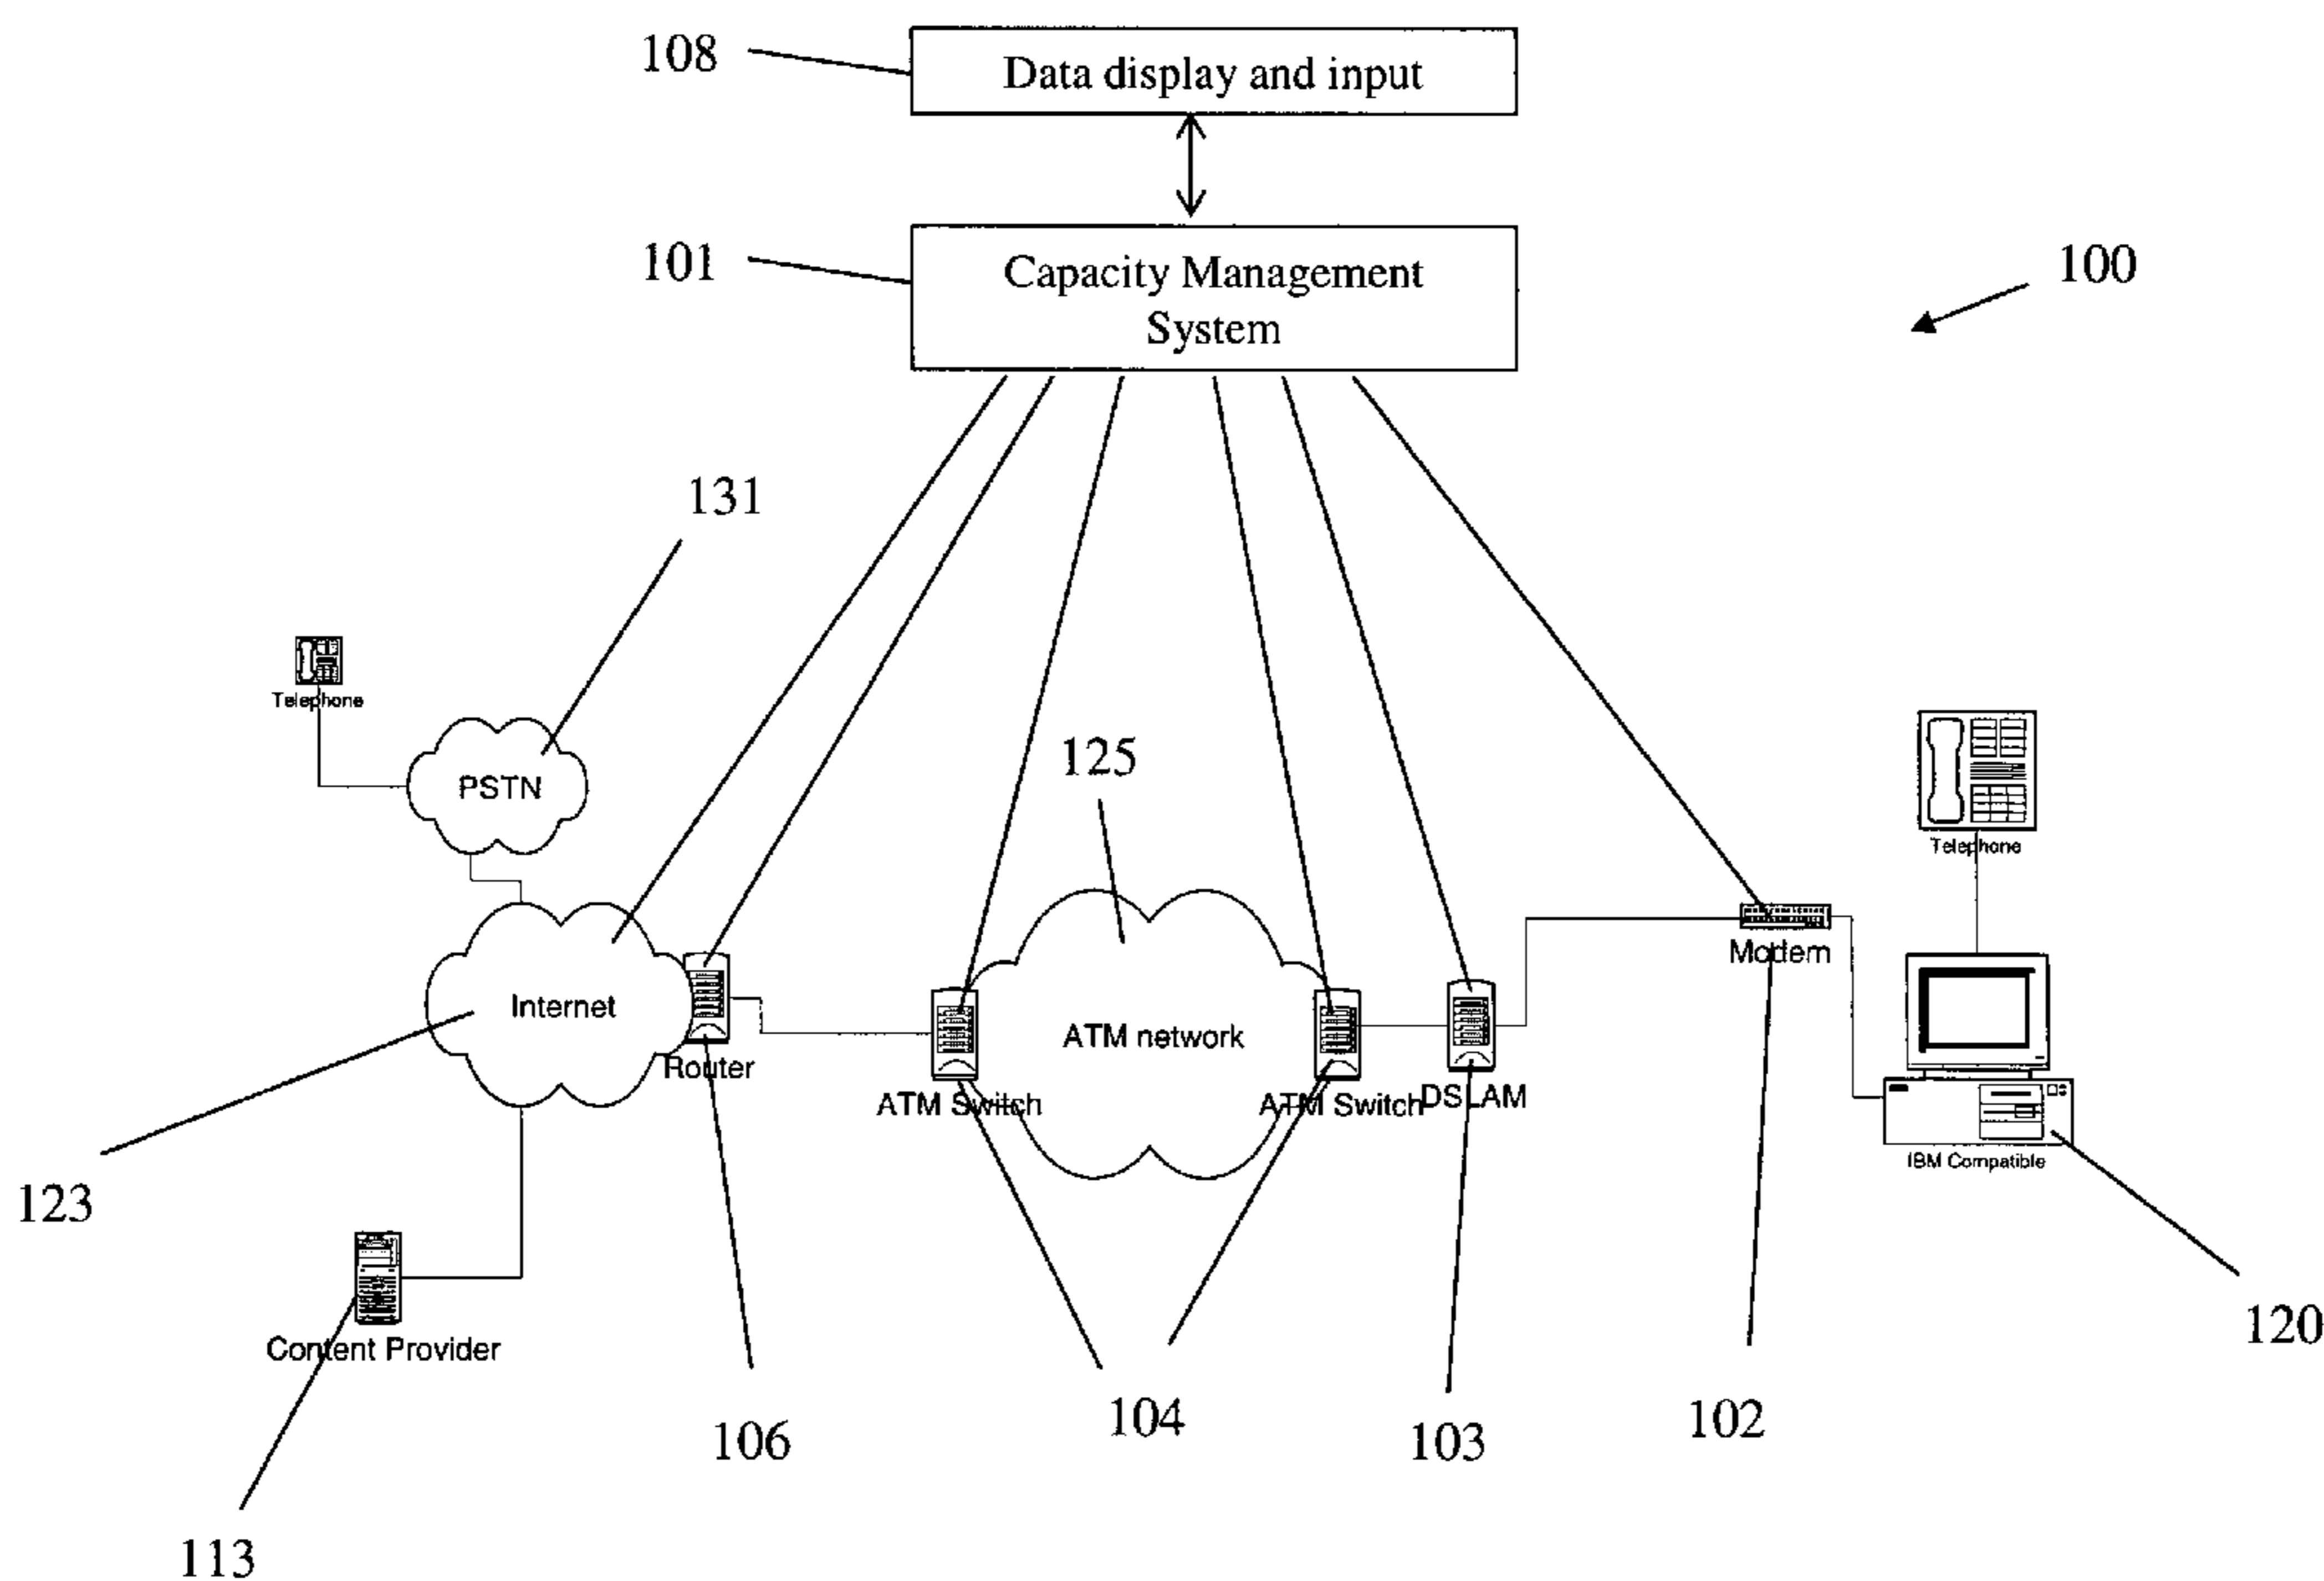 108
Data display and input
101
Capacity Management
System
100
131
Telephone
PSTN
125
Telephone
Internet
Router
ATM Switch
ATM network
ATM Switch
DSLAM
Modem
IBM Compatible
123
Content Provider
113
106
104
103
102
120